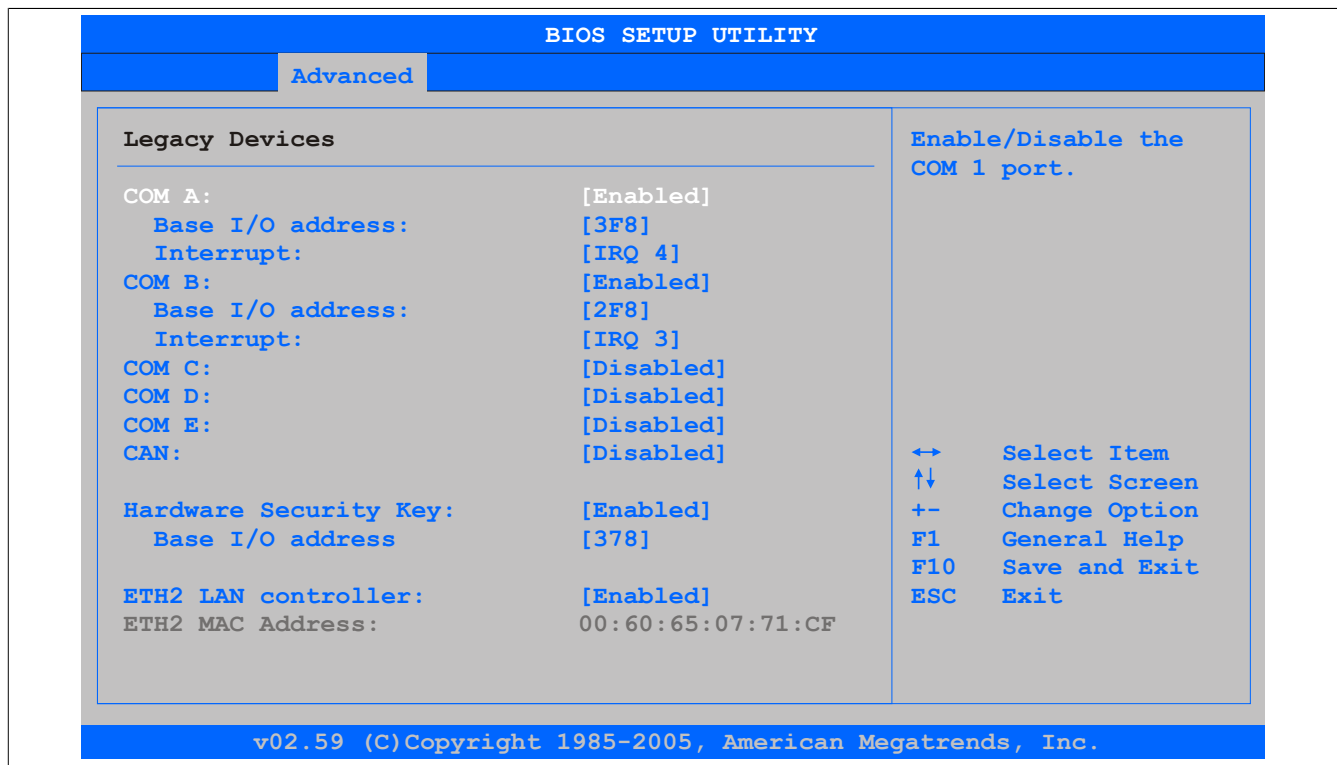 BIOS SETUP UTILITY
Advanced
Legacy Devices
COM A: [Enabled]
Base I/O address: [3F8]
Interrupt: [IRQ 4]
COM B: [Enabled]
Base I/O address: [2F8]
Interrupt: [IRQ 3]
COM C: [Disabled]
COM D: [Disabled]
COM E: [Disabled]
CAN: [Disabled]
Hardware Security Key: [Enabled]
Base I/O address [378]
ETH2 LAN controller: [Enabled]
ETH2 MAC Address: 00:60:65:07:71:CF
Enable/Disable the
COM 1 port.
↔ Select Item
↑↓ Select Screen
+- Change Option
F1 General Help
F10 Save and Exit
ESC Exit
v02.59 (C)Copyright 1985-2005, American Megatrends, Inc.